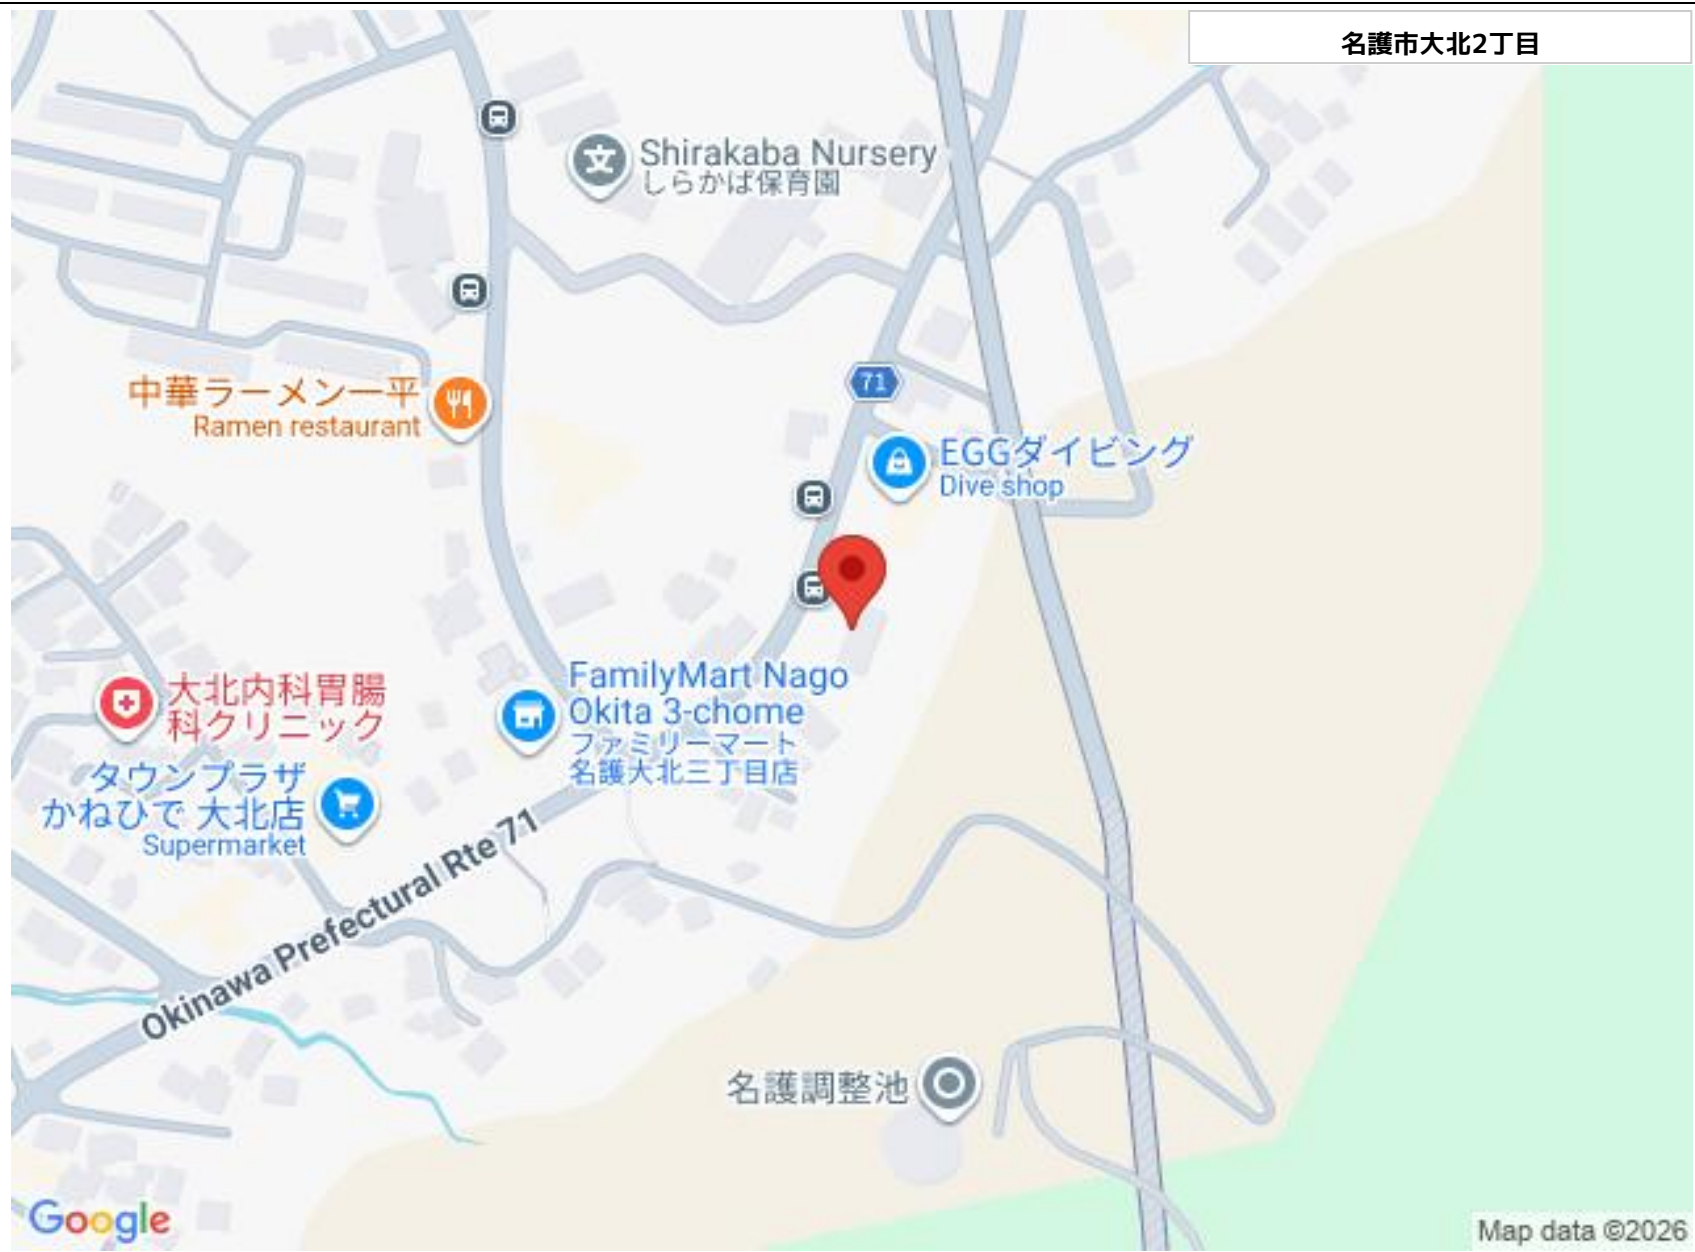 名護市大北2丁目
Shirakaba Nursery
しらかば保育園
中華ラーメン一平
Ramen restaurant
71
EGGダイビング
Dive shop
FamilyMart Nago
Okita 3-chome
ファミリーマート
名護大北三丁目店
大北内科胃腸
科クリニック
タウンプラザ
かねひで 大北店
Supermarket
Okinawa Prefectural Rte 71
名護調整池
Google
Map data ©2026